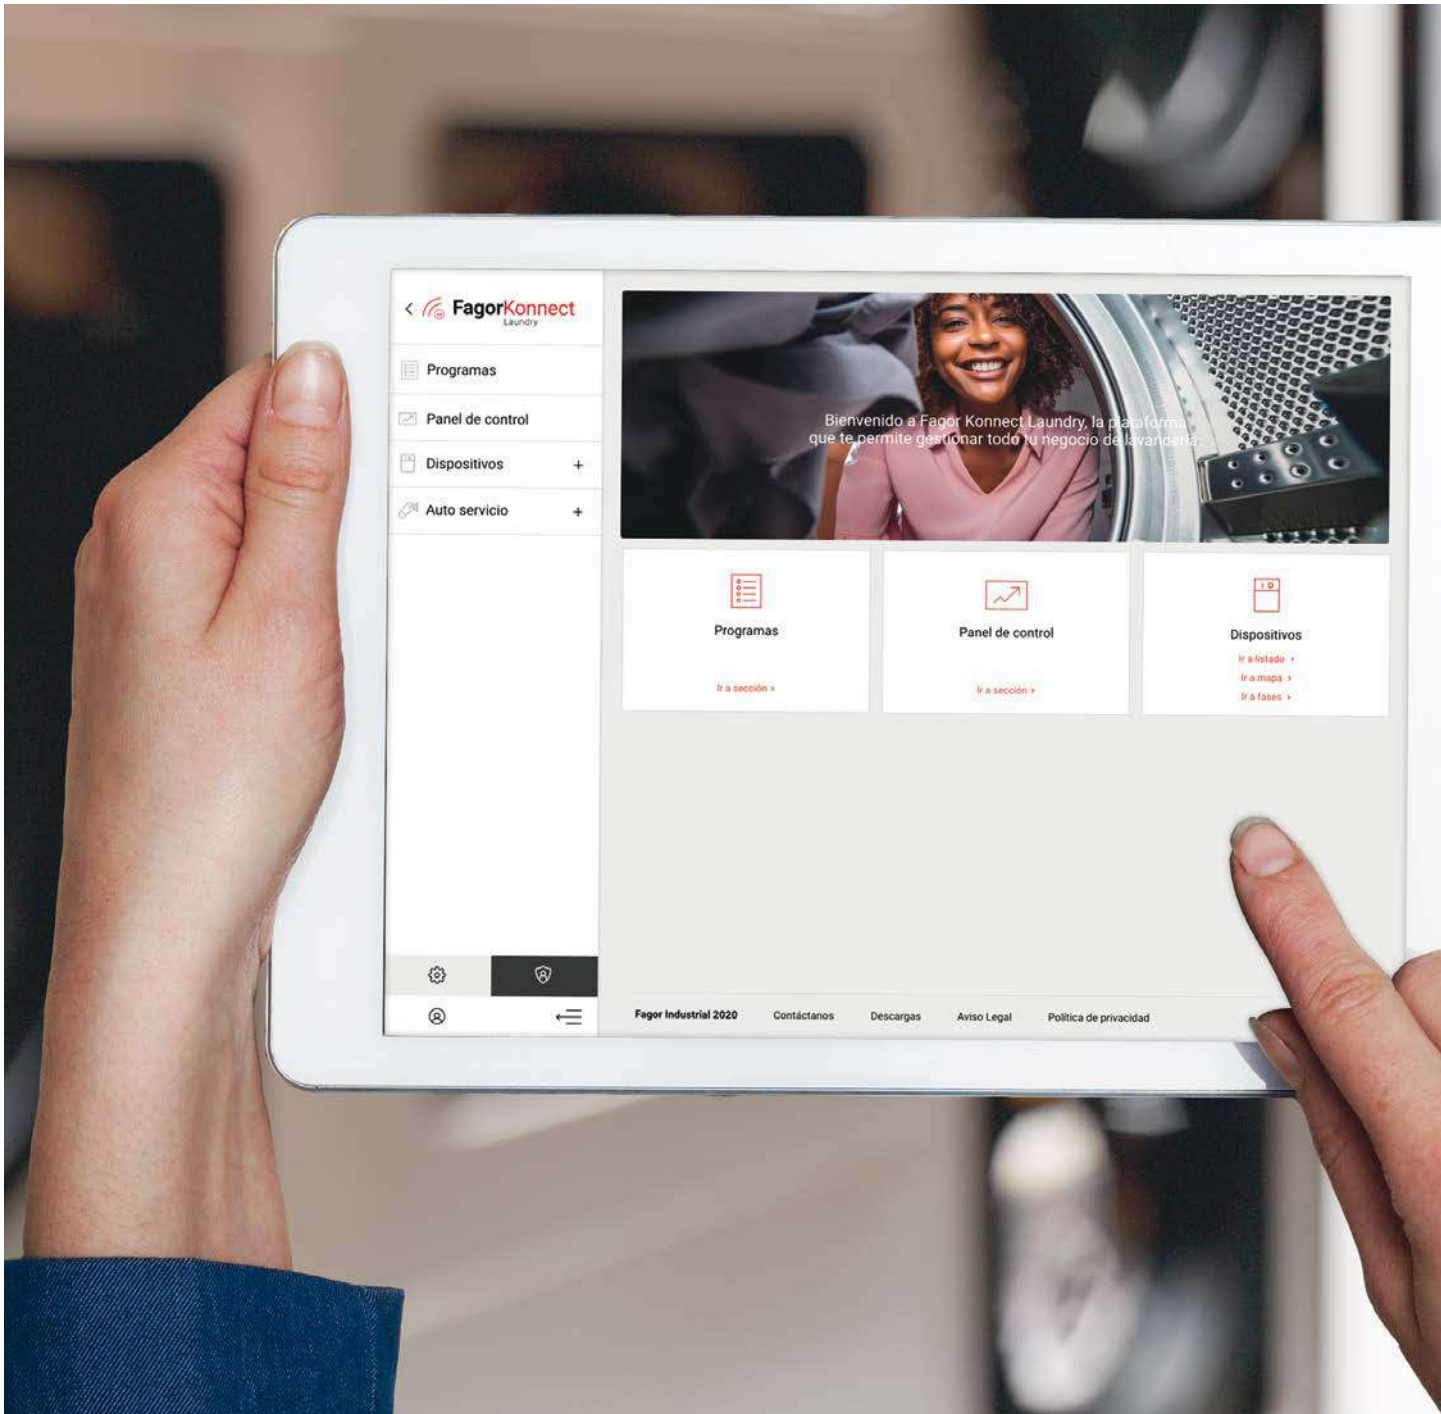 FagorKonnect
Laundry
Programas
Panel de control
Dispositivos +
Auto servicio +
Bienvenido a Fagor Konnect Laundry, la plataforma
que te permite gestionar todo tu negocio de lavandería.
Programas
Ir a sección ›
Panel de control
Ir a sección ›
Dispositivos
Ir a listado ›
Ir a mapa ›
Ir a fases ›
Fagor Industrial 2020 Contáctanos Descargas Aviso Legal Política de privacidad